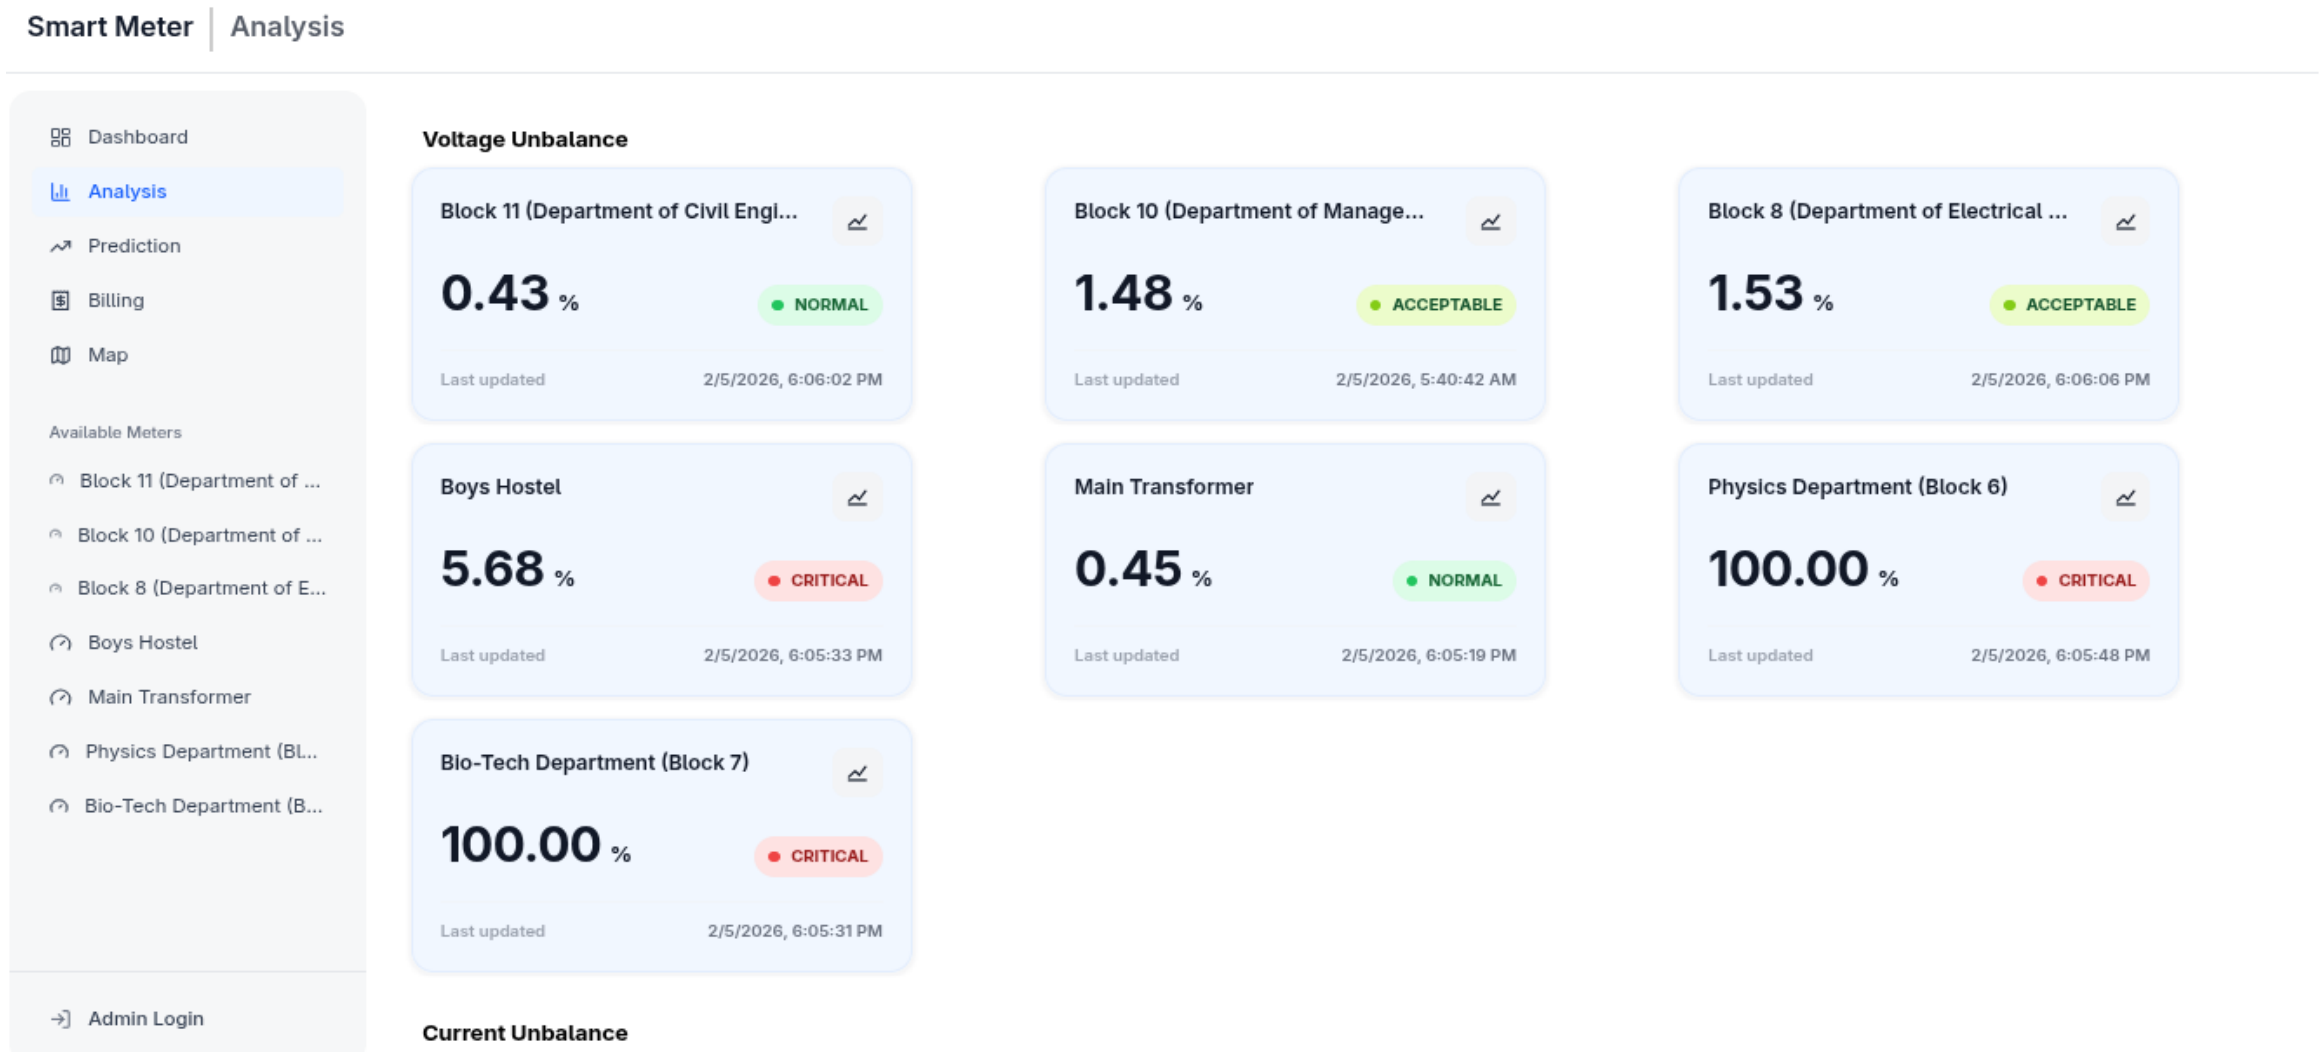 Smart Meter | Analysis
Dashboard
Analysis
Prediction
Billing
Map
Available Meters
Block 11 (Department of ...
Block 10 (Department of ...
Block 8 (Department of E...
Boys Hostel
Main Transformer
Physics Department (Bl...
Bio-Tech Department (B...
Admin Login
Voltage Unbalance
Block 11 (Department of Civil Engi...
0.43 %
NORMAL
Last updated 2/5/2026, 6:06:02 PM
Block 10 (Department of Manage...
1.48 %
ACCEPTABLE
Last updated 2/5/2026, 5:40:42 AM
Block 8 (Department of Electrical ...
1.53 %
ACCEPTABLE
Last updated 2/5/2026, 6:06:06 PM
Boys Hostel
5.68 %
CRITICAL
Last updated 2/5/2026, 6:05:33 PM
Main Transformer
0.45 %
NORMAL
Last updated 2/5/2026, 6:05:19 PM
Physics Department (Block 6)
100.00 %
CRITICAL
Last updated 2/5/2026, 6:05:48 PM
Bio-Tech Department (Block 7)
100.00 %
CRITICAL
Last updated 2/5/2026, 6:05:31 PM
Current Unbalance